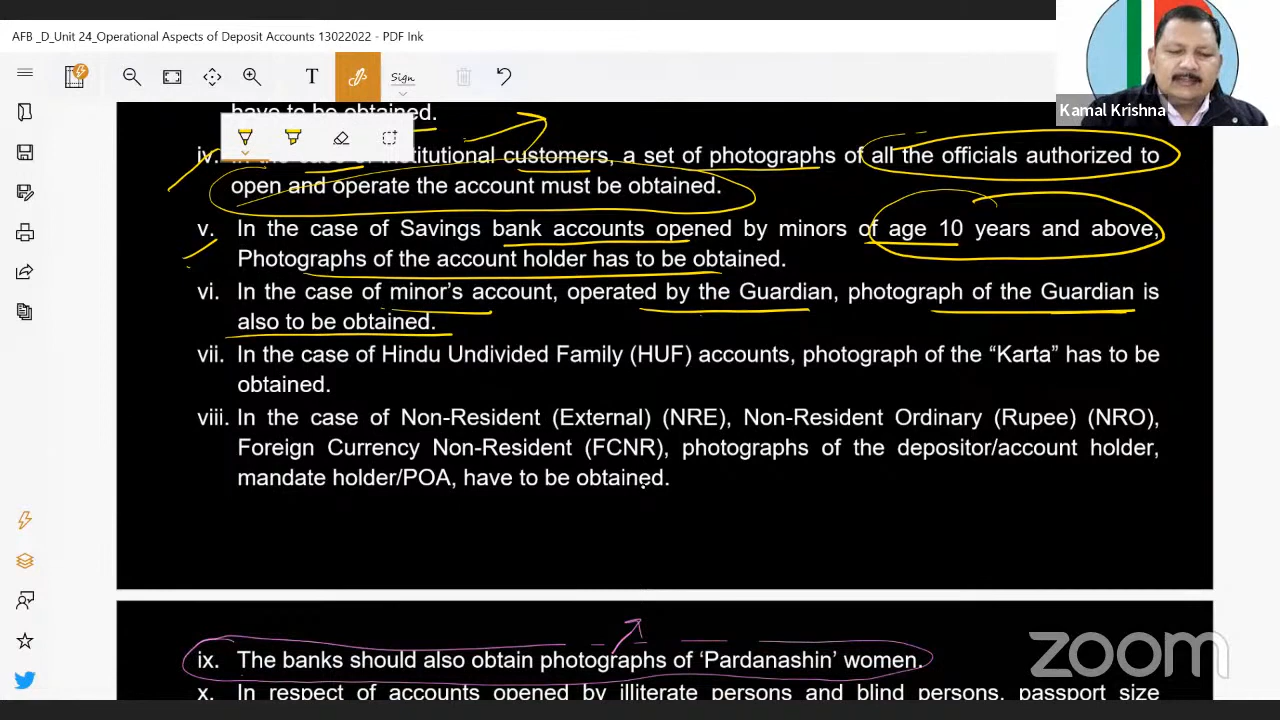 AFB _D_Unit 24_Operational Aspects of Deposit Accounts 13022022 - PDF Ink
Kamal Krishna
T
Sign
have to be obtained.
iv. In the case of institutional customers, a set of photographs of all the officials authorized to
open and operate the account must be obtained.
v. In the case of Savings bank accounts opened by minors of age 10 years and above,
Photographs of the account holder has to be obtained.
vi. In the case of minor's account, operated by the Guardian, photograph of the Guardian is
also to be obtained.
vii. In the case of Hindu Undivided Family (HUF) accounts, photograph of the “Karta” has to be
obtained.
viii. In the case of Non-Resident (External) (NRE), Non-Resident Ordinary (Rupee) (NRO),
Foreign Currency Non-Resident (FCNR), photographs of the depositor/account holder,
mandate holder/POA, have to be obtained.
ix. The banks should also obtain photographs of ‘Pardanashin’ women.
x. In respect of accounts opened by illiterate persons and blind persons, passport size
zoom